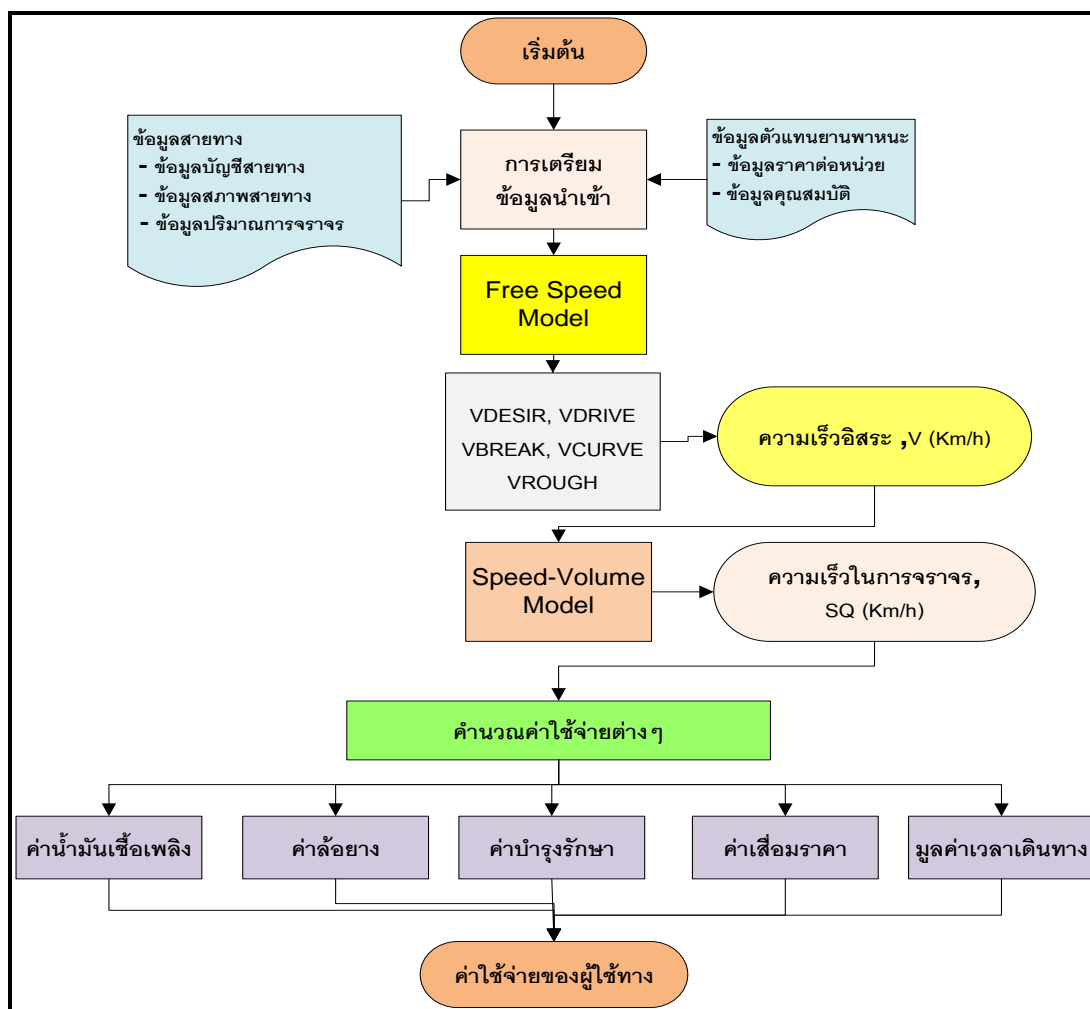 เริ่มต้น
ข้อมูลสายทาง
- ข้อมูลบัญชีสายทาง
- ข้อมูลสภาพสายทาง
- ข้อมูลปริมาณการจราจร
การเตรียม
ข้อมูลนำเข้า
ข้อมูลตัวแทนยานพาหนะ
- ข้อมูลราคาต่อหน่วย
- ข้อมูลคุณสมบัติ
Free Speed
Model
VDESIR, VDRIVE
VBREAK, VCURVE
VROUGH
ความเร็วอิสระ ,V (Km/h)
Speed-Volume
Model
ความเร็วในการจราจร,
SQ (Km/h)
คำนวณค่าใช้จ่ายต่างๆ
ค่าน้ำมันเชื้อเพลิง
ค่าล้อยาง
ค่าบำรุงรักษา
ค่าเสื่อมราคา
มูลค่าเวลาเดินทาง
ค่าใช้จ่ายของผู้ใช้ทาง